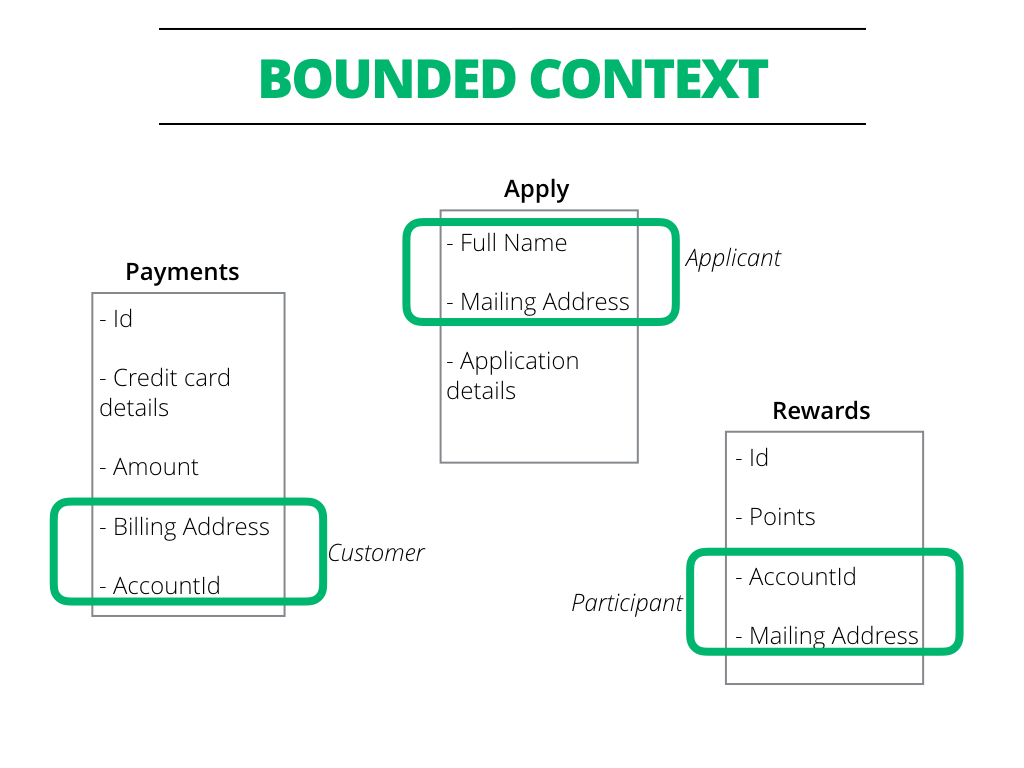 BOUNDED CONTEXT
Apply
- Full Name
- Mailing Address
- Application
details
Applicant
Payments
- Id
- Credit card
details
- Amount
- Billing Address
- AccountId
Customer
Rewards
- Id
- Points
- AccountId
- Mailing Address
Participant